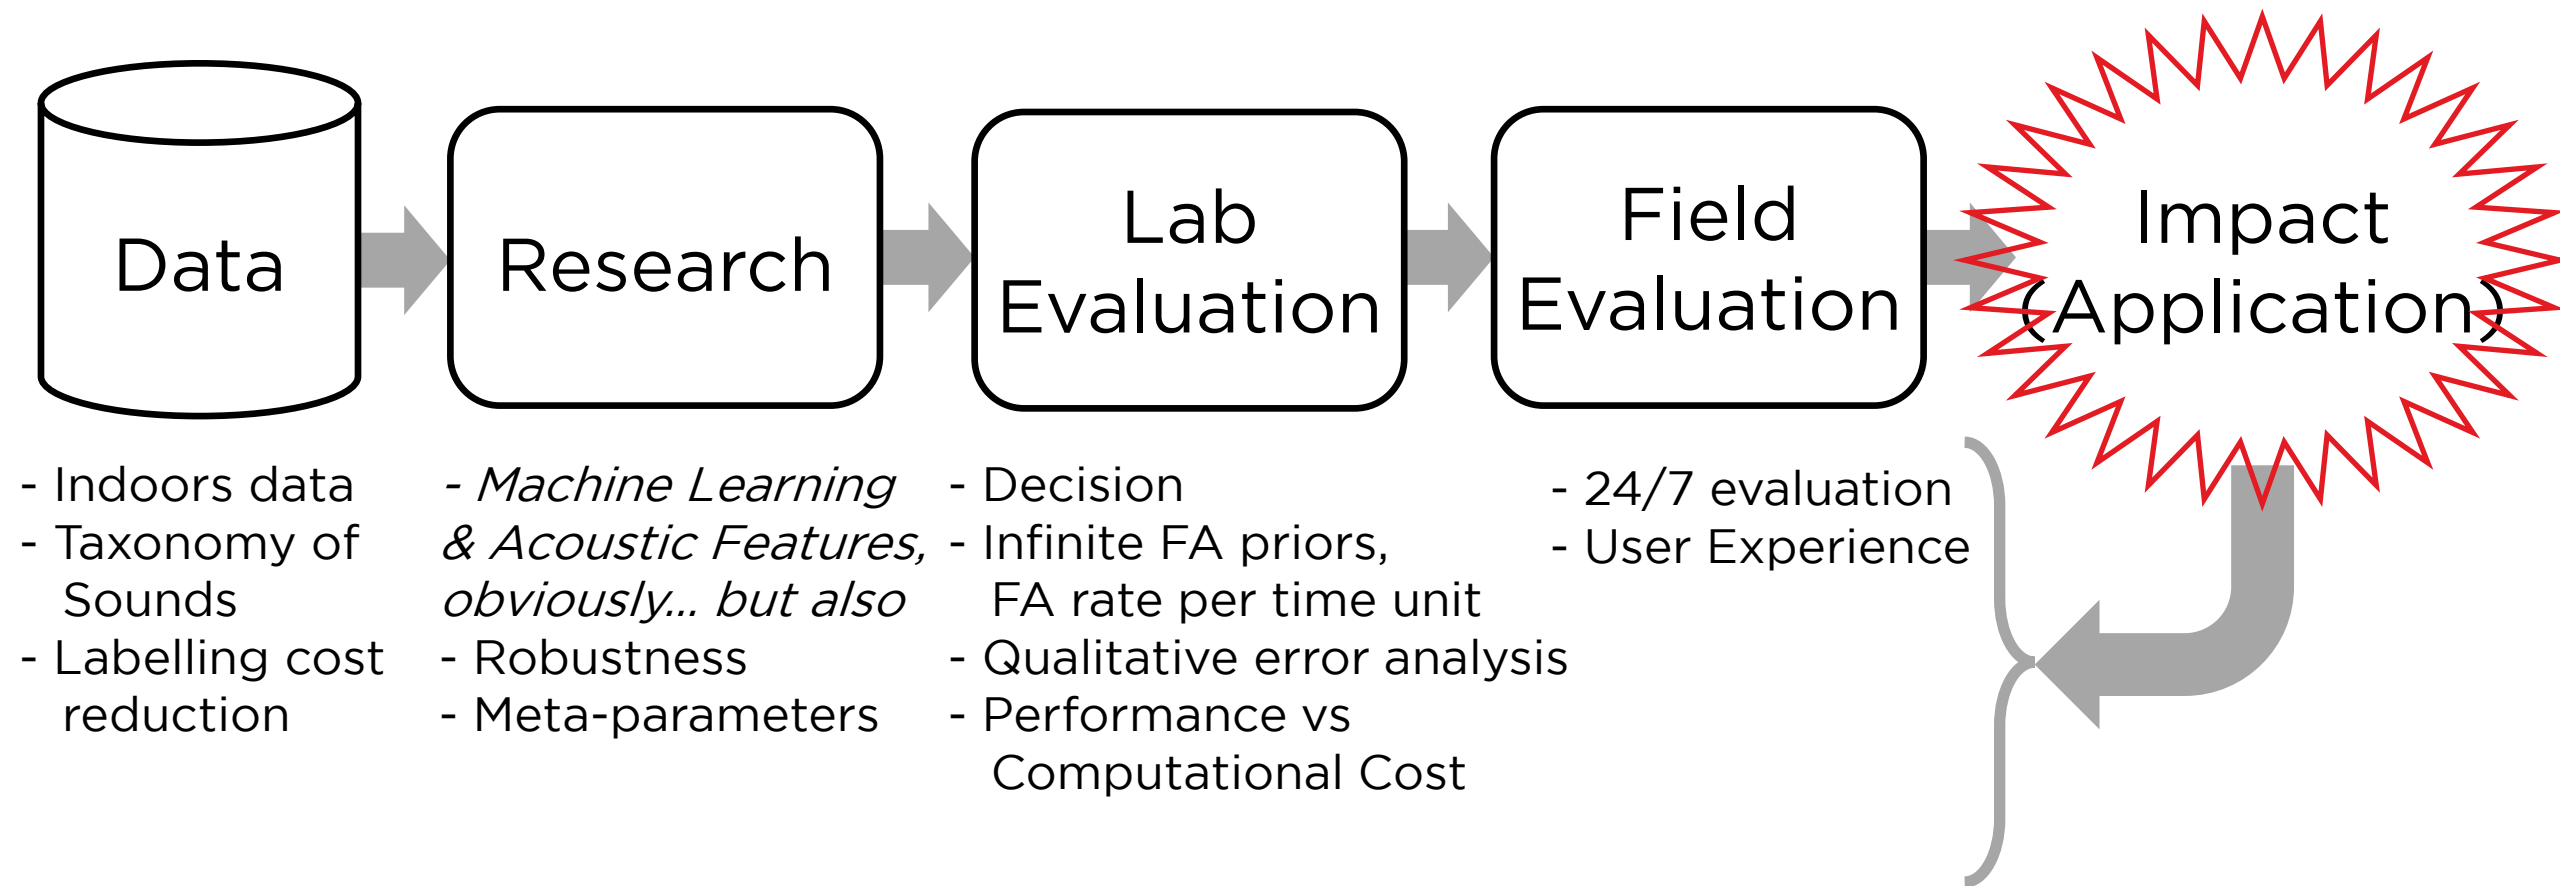 Data
Research
Lab
Evaluation
Field
Evaluation
Impact
(Application)
- Indoors data
- Taxonomy of
Sounds
- Labelling cost
reduction
- Machine Learning
& Acoustic Features,
obviously... but also
- Robustness
- Meta-parameters
- Decision
- Infinite FA priors,
FA rate per time unit
- Qualitative error analysis
- Performance vs
Computational Cost
- 24/7 evaluation
- User Experience